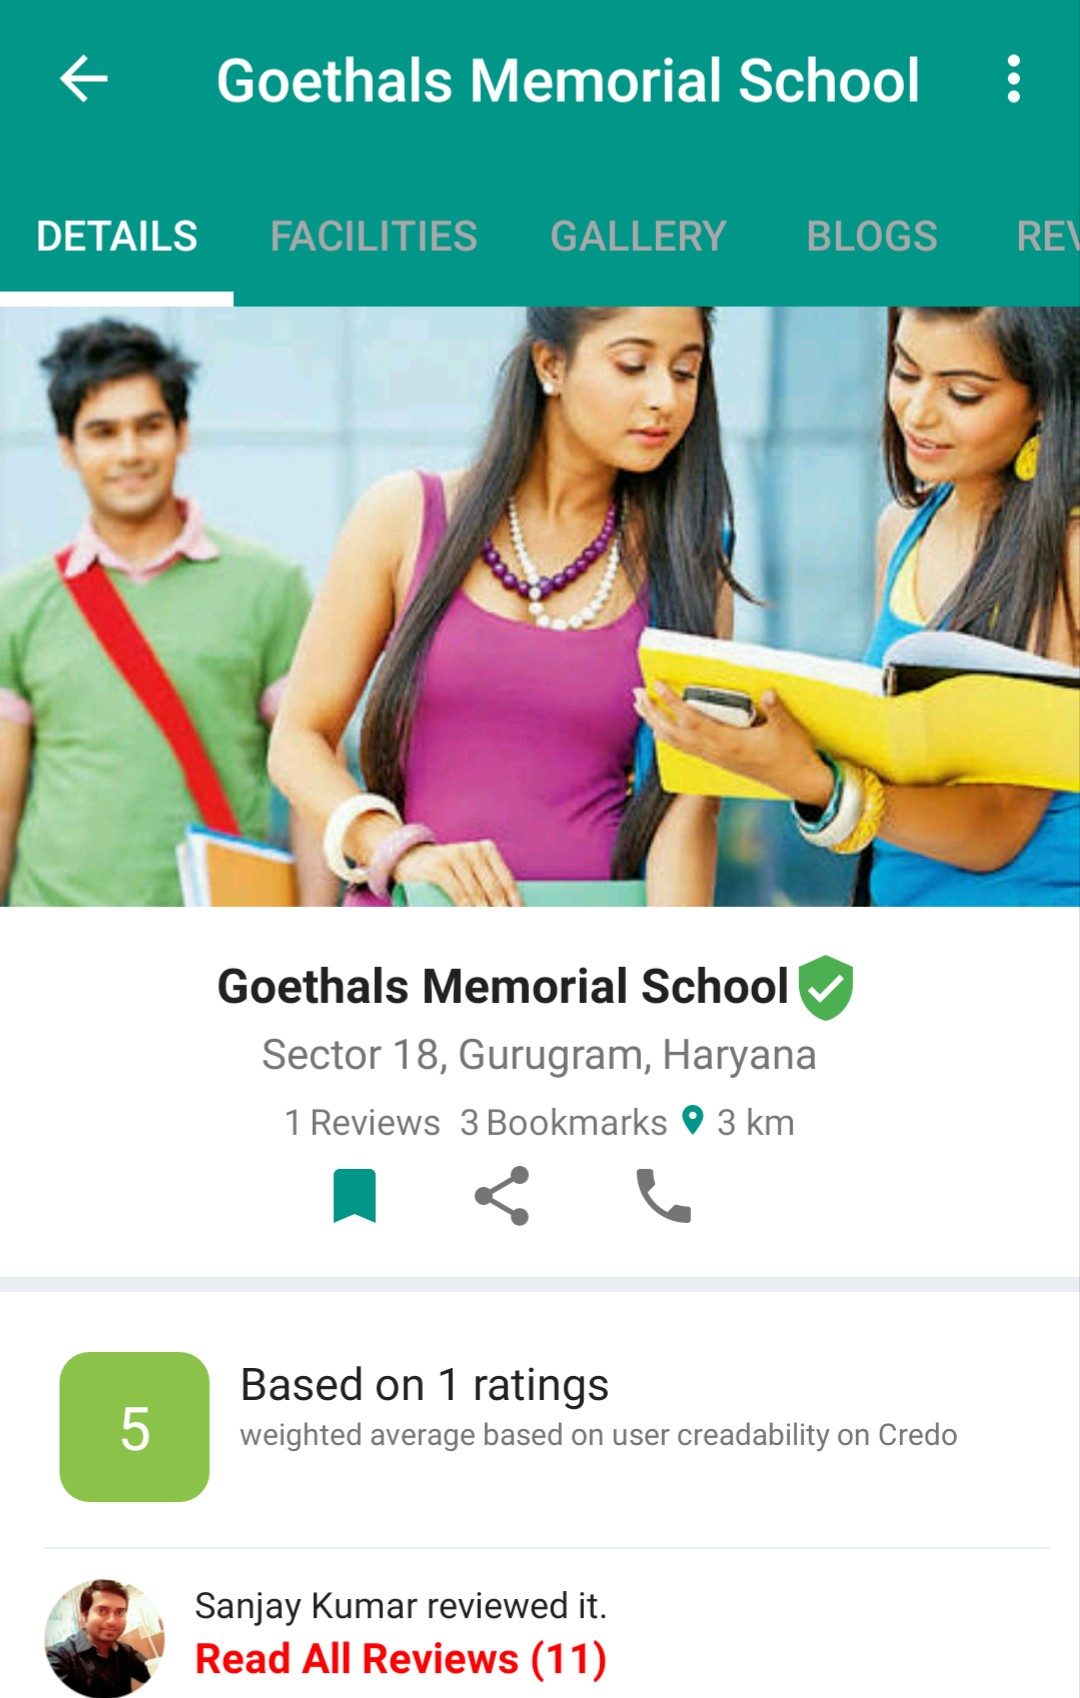 Goethals Memorial School
DETAILS FACILITIES GALLERY BLOGS REV
Goethals Memorial School
Sector 18, Gurugram, Haryana
1 Reviews 3 Bookmarks 3 km
5
Based on 1 ratings
weighted average based on user creadability on Credo
Sanjay Kumar reviewed it.
Read All Reviews (11)